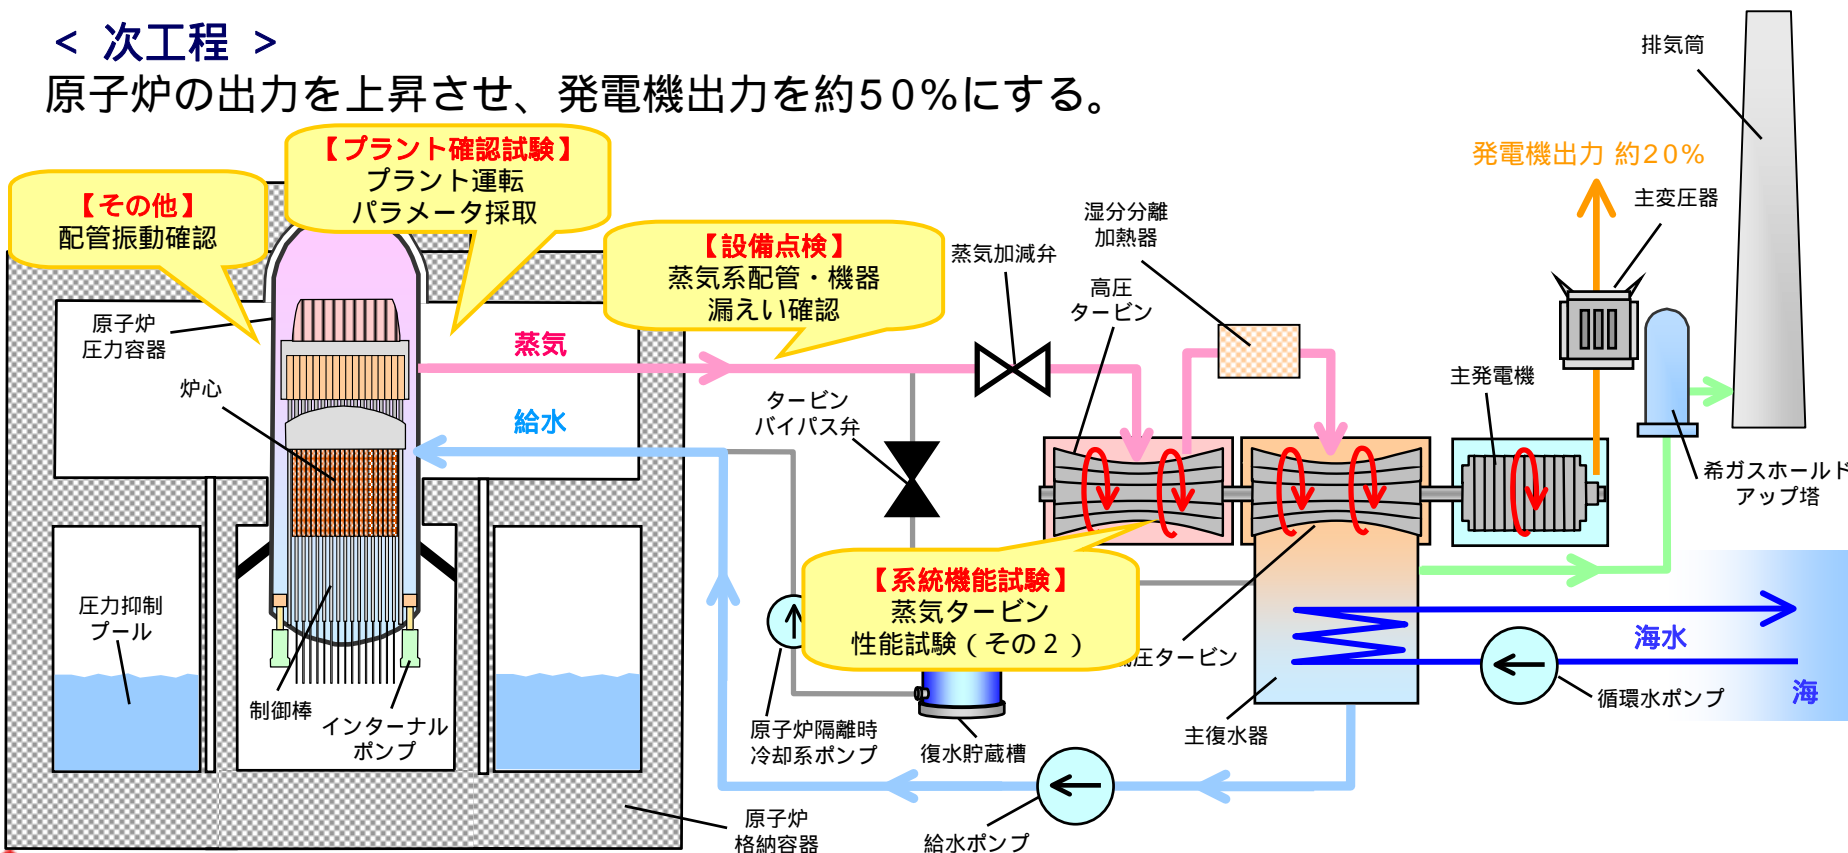 < 次工程 >
原子炉の出力を上昇させ、発電機出力を約50%にする。
排気筒
【プラント確認試験】
プラント運転
パラメータ採取
発電機出力 約20%
【その他】
配管振動確認
主変圧器
湿分分離
加熱器
【設備点検】
蒸気系配管・機器
漏えい確認
蒸気加減弁
高圧
タービン
原子炉
圧力容器
蒸気
炉心
主発電機
タービン
バイパス弁
給水
希ガスホールド
アップ塔
【系統機能試験】
蒸気タービン
性能試験(その2)
圧力抑制
プール
圧タービン
海水
海
循環水ポンプ
制御棒
インターナル
ポンプ
原子炉隔離時
冷却系ポンプ
復水貯蔵槽
主復水器
原子炉
格納容器
給水ポンプ